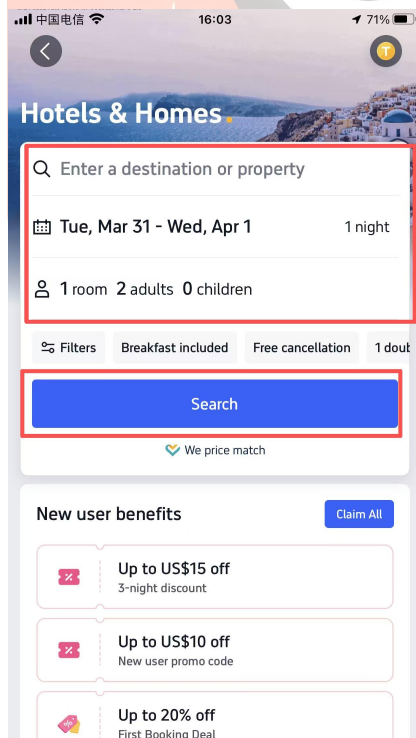 中国电信 16:03 71%
T
Hotels & Homes.
Enter a destination or property
Tue, Mar 31 - Wed, Apr 1 1 night
1 room 2 adults 0 children
Filters Breakfast included Free cancellation 1 doub
Search
We price match
New user benefits Claim All
Up to US$15 off
3-night discount
Up to US$10 off
New user promo code
Up to 20% off
First Booking Deal